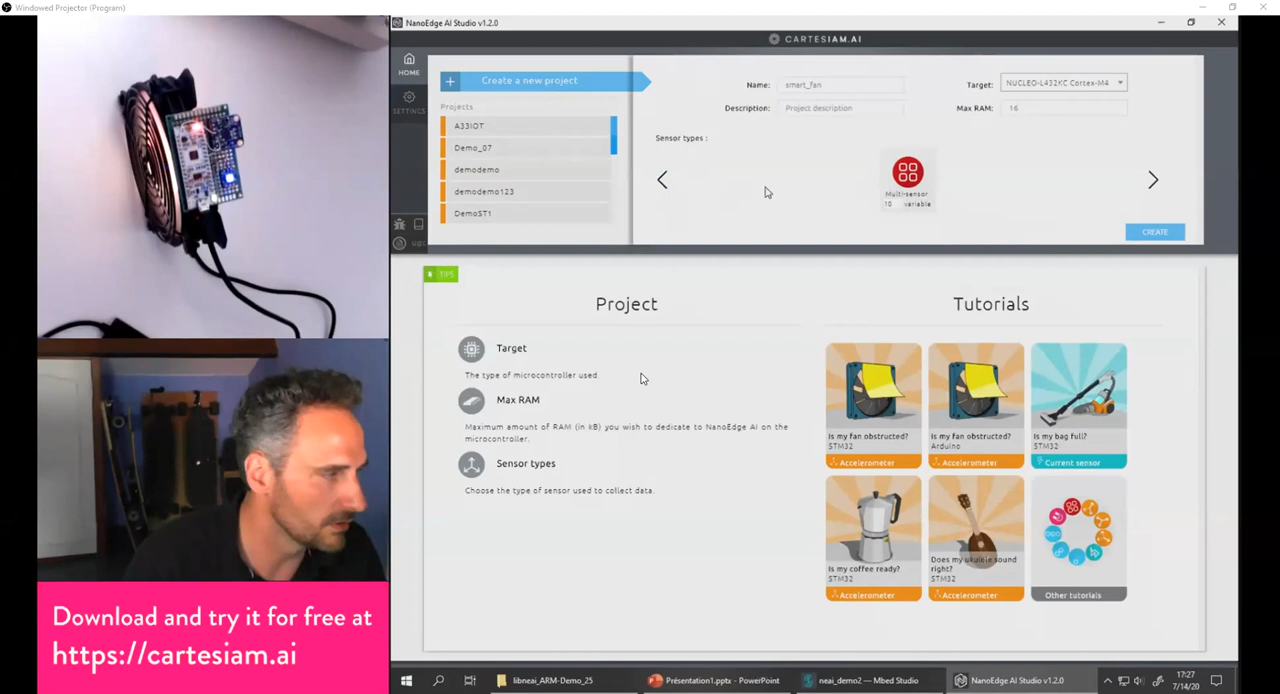 Windowed Projector (Program)
NanoEdge AI Studio v1.2.0
CARTESIAM.AI
HOME
SETTINGS
+ Create a new project
Projects
A33IOT
Demo_07
demodemo
demodemo123
DemoST1
Name: smart_fan
Target: NUCLEO-L432KC Cortex-M4
Description: Project description
Max RAM: 16
Sensor types :
Multi-sensor
10 variable
CREATE
TIPS
Project
Target
The type of microcontroller used.
Max RAM
Maximum amount of RAM (in kB) you wish to dedicate to NanoEdge AI on the
microcontroller.
Sensor types
Choose the type of sensor used to collect data.
Tutorials
Is my fan obstructed?
STM32
Accelerometer
Is my fan obstructed?
Arduino
Accelerometer
Is my bag full?
STM32
Current sensor
Is my coffee ready?
STM32
Accelerometer
Does my ukulele sound
right?
STM32
Accelerometer
Other tutorials
Download and try it for free at
https://cartesiam.ai
libneai_ARM-Demo_25
Présentation1.pptx - PowerPoint
neai_demo2 — Mbed Studio
NanoEdge AI Studio v1.2.0
17:27
7/14/20